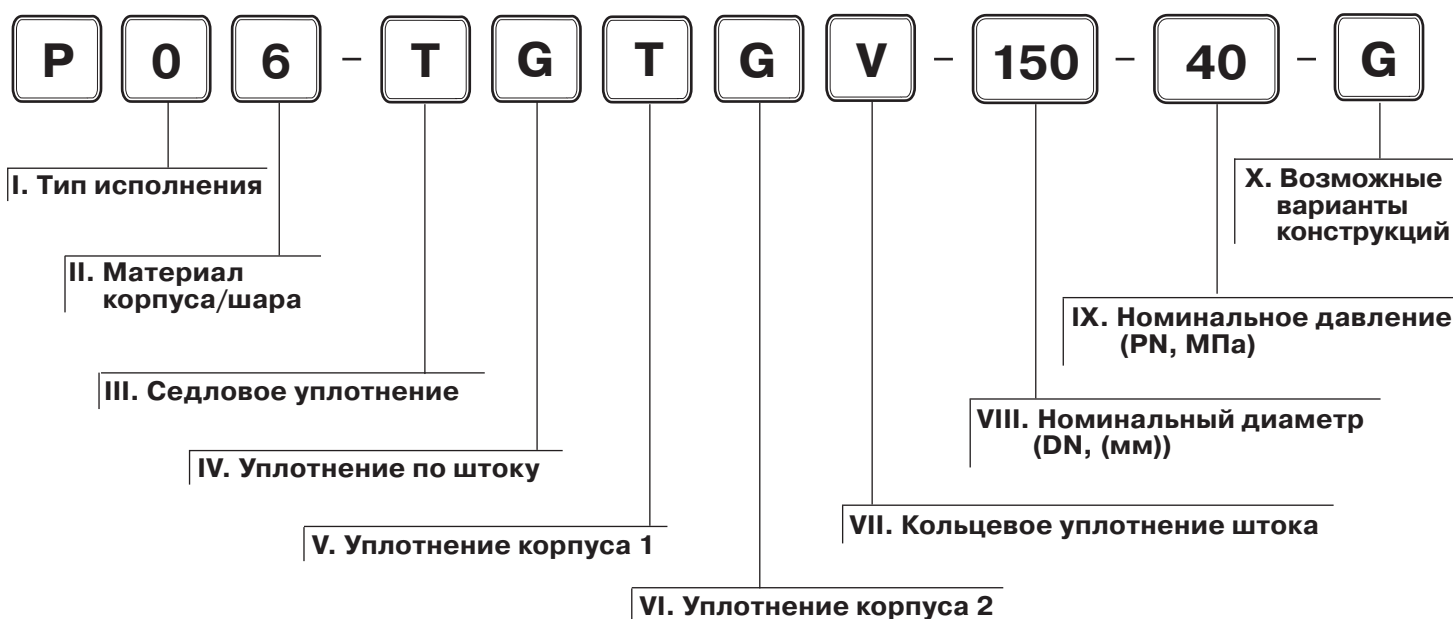 P 0 6 – T G T G V – 150 – 40 – G
I. Тип исполнения
X. Возможные
варианты
конструкций
II. Материал
корпуса/шара
IX. Номинальное давление
(PN, МПа)
III. Седловое уплотнение
VIII. Номинальный диаметр
(DN, (мм))
IV. Уплотнение по штоку
VII. Кольцевое уплотнение штока
V. Уплотнение корпуса 1
VI. Уплотнение корпуса 2